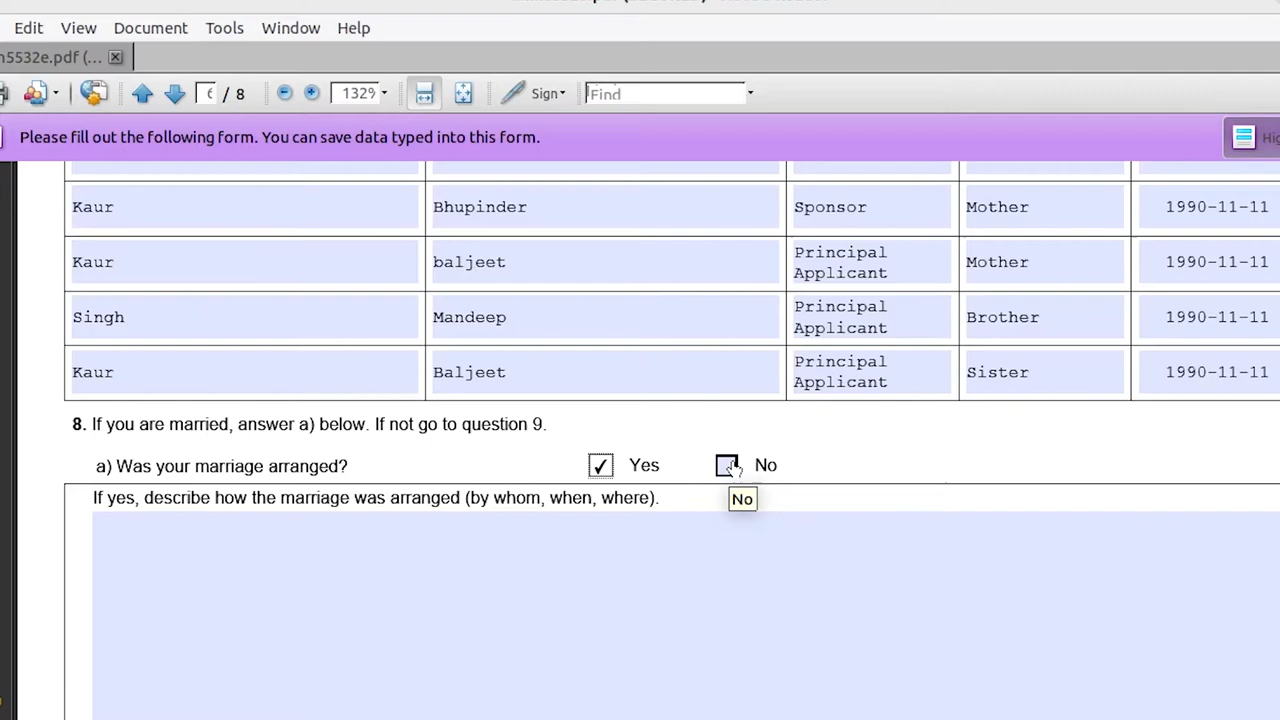 Edit View Document Tools Window Help
n5532e.pdf (...
6 / 8 132% Sign Find
Please fill out the following form. You can save data typed into this form.
Kaur Bhupinder Sponsor Mother 1990-11-11
Kaur baljeet Principal Applicant Mother 1990-11-11
Singh Mandeep Principal Applicant Brother 1990-11-11
Kaur Baljeet Principal Applicant Sister 1990-11-11
8. If you are married, answer a) below. If not go to question 9.
a) Was your marriage arranged? Yes No
If yes, describe how the marriage was arranged (by whom, when, where).
No